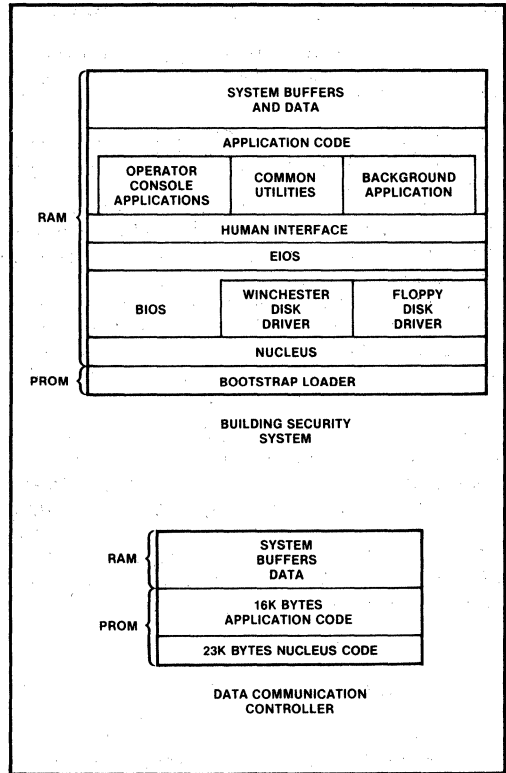 SYSTEM BUFFERS
AND DATA
APPLICATION CODE
OPERATOR
CONSOLE
APPLICATIONS
COMMON
UTILITIES
BACKGROUND
APPLICATION
RAM
HUMAN INTERFACE
EIOS
BIOS
WINCHESTER
DISK
DRIVER
FLOPPY
DISK
DRIVER
NUCLEUS
PROM
BOOTSTRAP LOADER
BUILDING SECURITY
SYSTEM
RAM
SYSTEM
BUFFERS
DATA
PROM
16K BYTES
APPLICATION CODE
23K BYTES NUCLEUS CODE
DATA COMMUNICATION
CONTROLLER